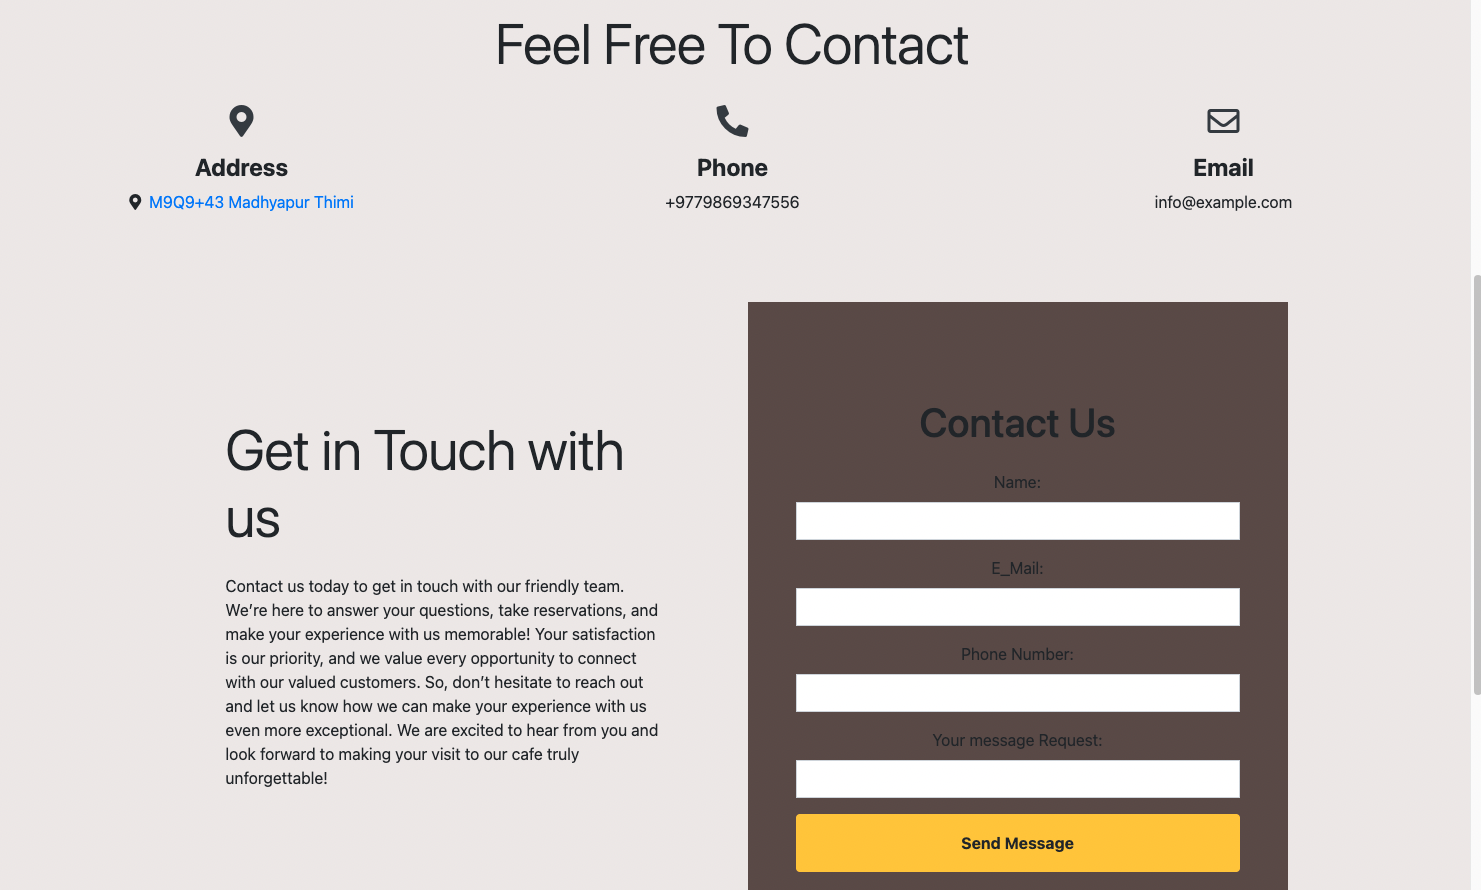 Feel Free To Contact
Address
M9Q9+43 Madhyapur Thimi
Phone
+9779869347556
Email
info@example.com
Get in Touch with
us
Contact us today to get in touch with our friendly team.
We’re here to answer your questions, take reservations, and
make your experience with us memorable! Your satisfaction
is our priority, and we value every opportunity to connect
with our valued customers. So, don’t hesitate to reach out
and let us know how we can make your experience with us
even more exceptional. We are excited to hear from you and
look forward to making your visit to our cafe truly
unforgettable!
Contact Us
Name:
E_Mail:
Phone Number:
Your message Request:
Send Message